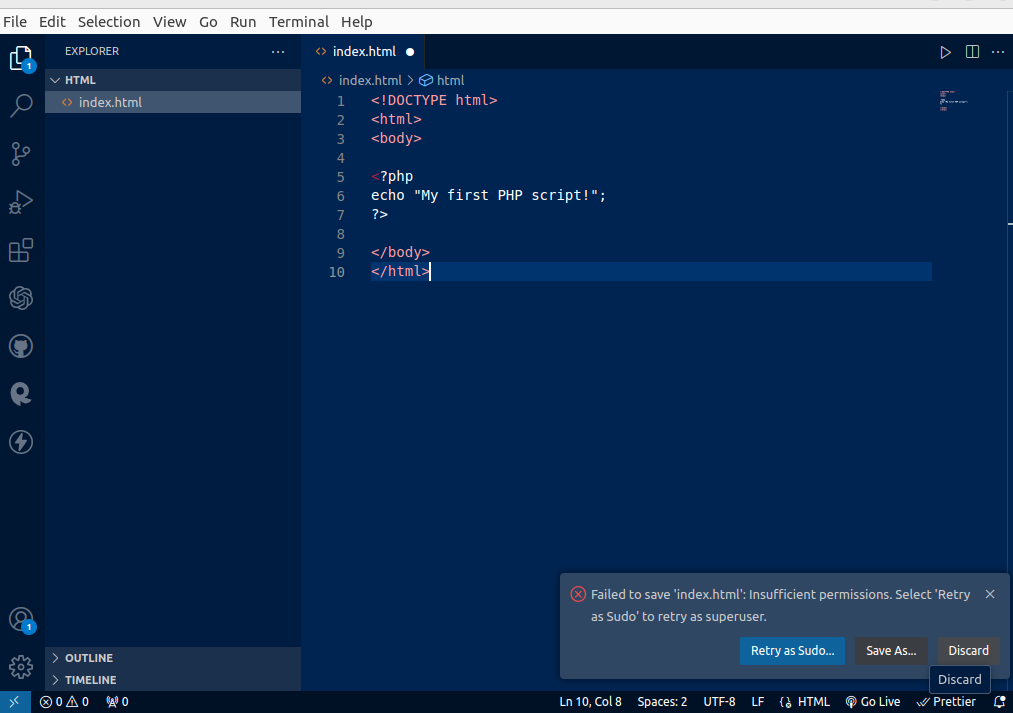 File Edit Selection View Go Run Terminal Help
EXPLORER ···
index.html
HTML
index.html
index.html > html
1 <!DOCTYPE html>
2 <html>
3 <body>
4
5 <?php
6 echo "My first PHP script!";
7 ?>
8
9 </body>
10 </html>
1
Failed to save 'index.html': Insufficient permissions. Select 'Retry
as Sudo' to retry as superuser.
Retry as Sudo... Save As... Discard
Discard
1
OUTLINE
TIMELINE
0 0 0 Ln 10, Col 8 Spaces: 2 UTF-8 LF HTML Go Live Prettier